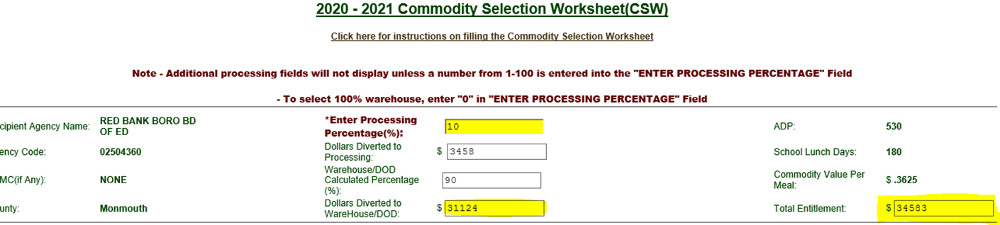 2020 - 2021 Commodity Selection Worksheet(CSW)
Click here for instructions on filling the Commodity Selection Worksheet
Note - Additional processing fields will not display unless a number from 1-100 is entered into the "ENTER PROCESSING PERCENTAGE" Field
- To select 100% warehouse, enter "0" in "ENTER PROCESSING PERCENTAGE" Field
cipient Agency Name:
RED BANK BORO BD
OF ED
*Enter Processing
Percentage(%):
10
ADP:
530
ency Code:
02504360
Dollars Diverted to
Processing:
$ 3458
School Lunch Days:
180
MC(if Any):
NONE
Warehouse/DOD
Calculated Percentage
(%):
90
Commodity Value Per
Meal:
$ .3625
unty:
Monmouth
Dollars Diverted to
WareHouse/DOD:
$ 31124
Total Entitlement:
$ 34583